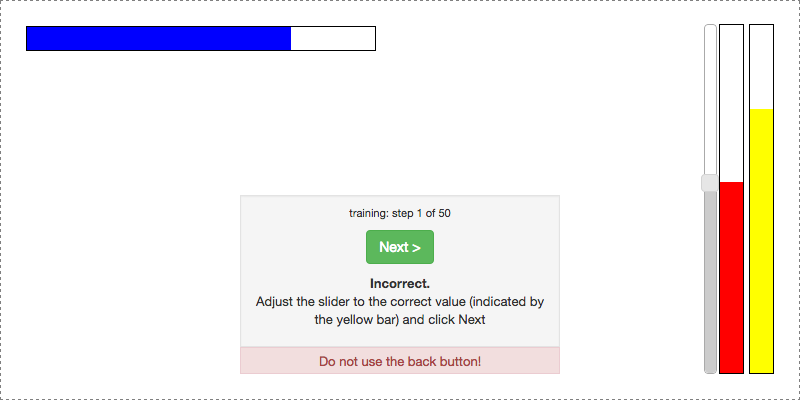 training: step 1 of 50
Next >
Incorrect.
Adjust the slider to the correct value (indicated by
the yellow bar) and click Next
Do not use the back button!